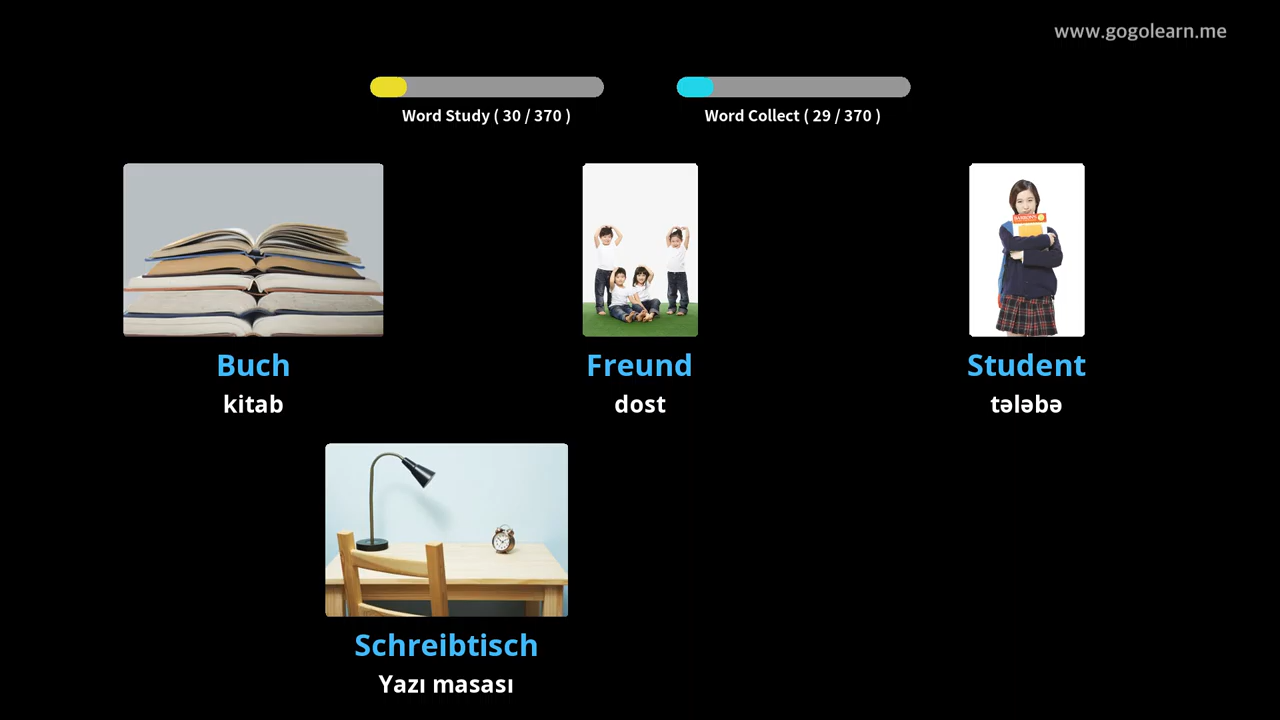 www.gogolearn.me
Word Study ( 30 / 370 )
Word Collect ( 29 / 370 )
Buch
kitab
Freund
dost
Student
tələbə
Schreibtisch
Yazı masası